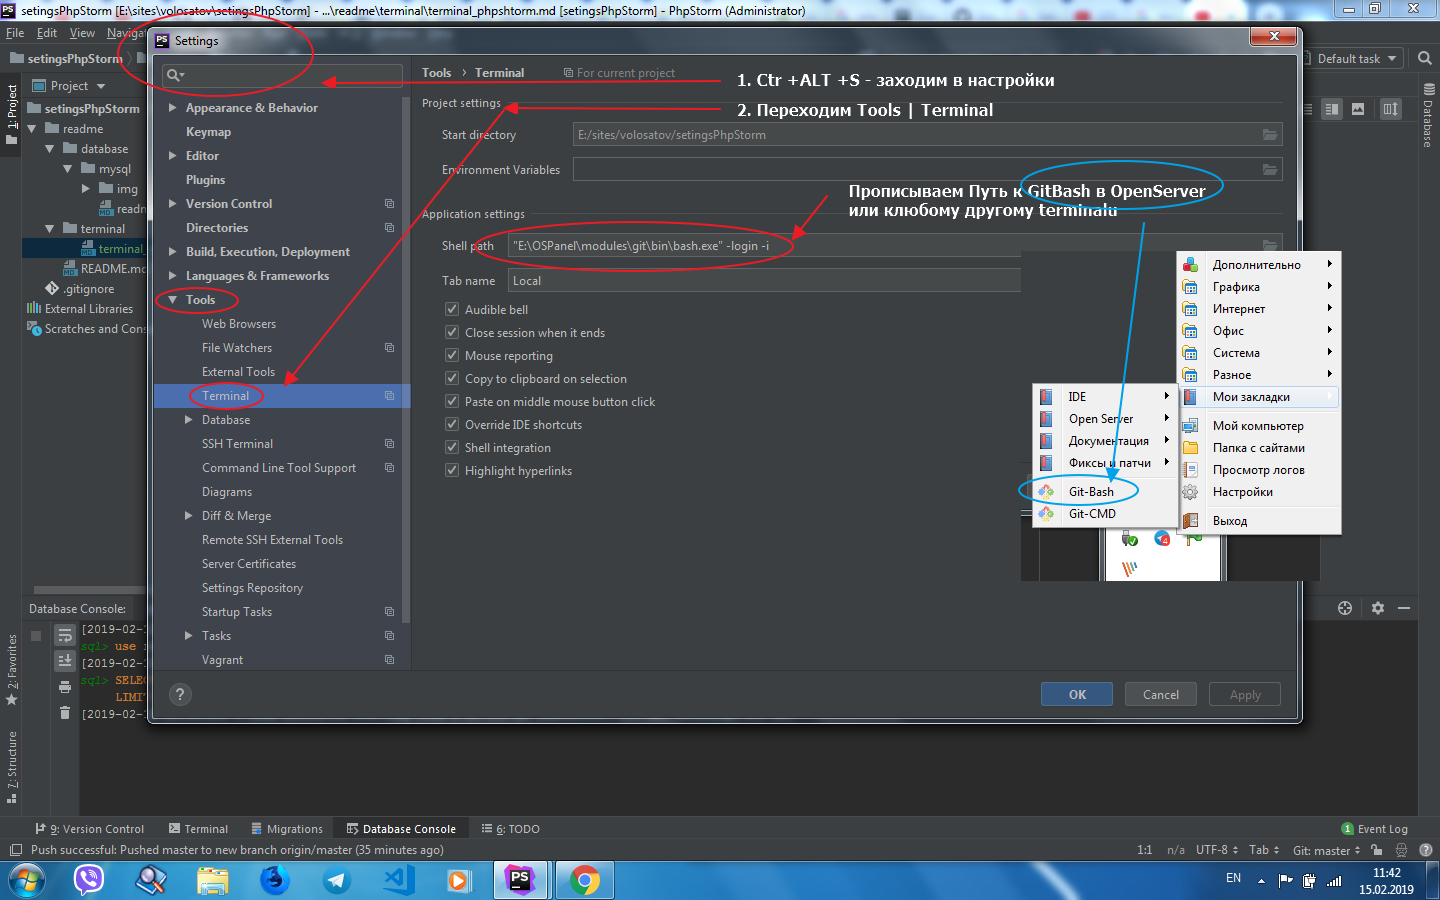 setingsPhpStorm [E:\sites\volosatov\setingsPhpStorm] - ...\readme\terminal\terminal_phpshtorm.md [setingsPhpStorm] - PhpStorm (Administrator)
File Edit View Naviga
setingsPhpStorm
Default task
Settings
1: Project
Project
setingsPhpStorm
readme
database
mysql
img
readn
terminal
terminal_
README.md
.gitignore
External Libraries
Scratches and Cons
Database
Appearance & Behavior
Keymap
Editor
Plugins
Version Control
Directories
Build, Execution, Deployment
Languages & Frameworks
Tools
Web Browsers
File Watchers
External Tools
Terminal
Database
SSH Terminal
Command Line Tool Support
Diagrams
Diff & Merge
Remote SSH External Tools
Server Certificates
Settings Repository
Startup Tasks
Tasks
Vagrant
Tools › Terminal For current project
1. Ctr +ALT +S - заходим в настройки
2. Переходим Tools | Terminal
Project settings
Start directory E:/sites/volosatov/setingsPhpStorm
Environment Variables
Прописываем Путь к GitBash в OpenServer
или клюбому другому terminalu
Application settings
Shell path "E:\OSPanel\modules\git\bin\bash.exe" -login -i
Tab name Local
Audible bell
Close session when it ends
Mouse reporting
Copy to clipboard on selection
Paste on middle mouse button click
Override IDE shortcuts
Shell integration
Highlight hyperlinks
Дополнительно
Графика
Интернет
Офис
Система
Разное
Мои закладки
Мой компьютер
Папка с сайтами
Просмотр логов
Настройки
Выход
IDE
Open Server
Документация
Фиксы и патчи
Git-Bash
Git-CMD
4
? OK Cancel Apply
Database Console:
[2019-02-1
sql> use r
[2019-02-1
sql> SELEC
LIMIT
[2019-02-1
2: Favorites
7: Structure
9: Version Control Terminal Migrations Database Console 6: TODO 1 Event Log
Push successful: Pushed master to new branch origin/master (35 minutes ago) 1:1 n/a UTF-8 Tab Git: master
PS
EN 11:42
15.02.2019